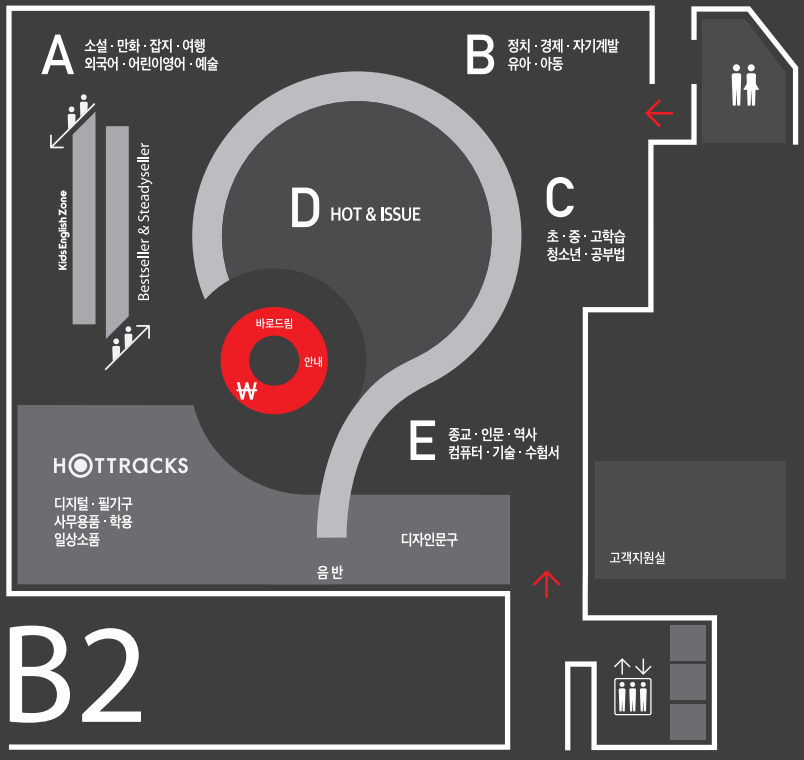 A
소설 · 만화 · 잡지 · 여행
외국어 · 어린이영어 · 예술
B
정치 · 경제 · 자기계발
유아 · 아동
Kids English Zone
Bestseller & Steadyseller
D HOT & ISSUE
C
초 · 중 · 고학습
청소년 · 공부법
바로드림
안내
₩
E
종교 · 인문 · 역사
컴퓨터 · 기술 · 수험서
HOTTRACKS
디지털 · 필기구
사무용품 · 학용
일상소품
디자인문구
음반
고객지원실
B2